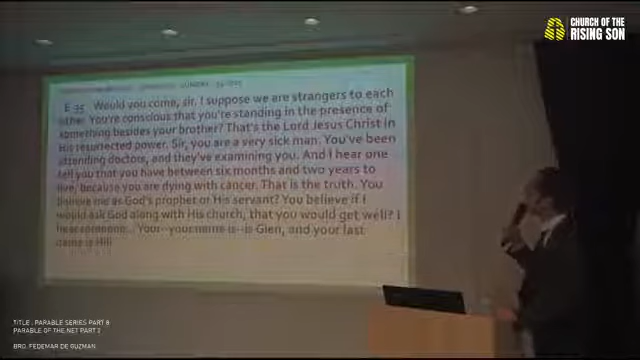 CHURCH OF THE
RISING SON
E-35 Would you come, sir. I suppose we are strangers to each
other. You're conscious that you're standing in the presence of
something besides your brother? That's the Lord Jesus Christ in
His resurrected power. Sir, you are a very sick man. You've been
attending doctors, and they've examining you. And I hear one
tell you that you have between six months and two years to
live, because you are dying with cancer. That is the truth. You
believe me as God's prophet or His servant? You believe if I
would ask God along with His church, that you would get well? I
hear someone... Your--your name is--is Glen, and your last
name is Hill
TITLE : PARABLE SERIES PART 8
PARABLE OF THE NET PART 2
BRO. FEDEMAR DE GUZMAN